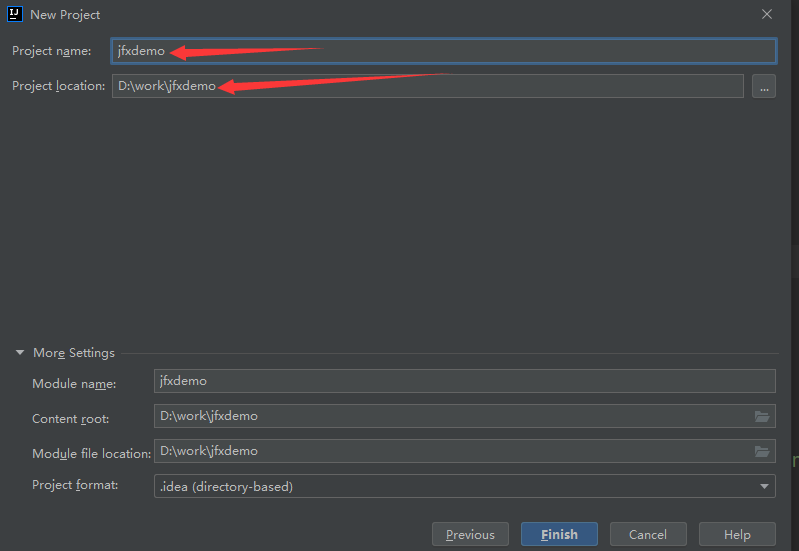 New Project
Project name: jfxdemo
Project location: D:\work\jfxdemo ...
More Settings
Module name: jfxdemo
Content root: D:\work\jfxdemo
Module file location: D:\work\jfxdemo
Project format: .idea (directory-based)
Previous Finish Cancel Help